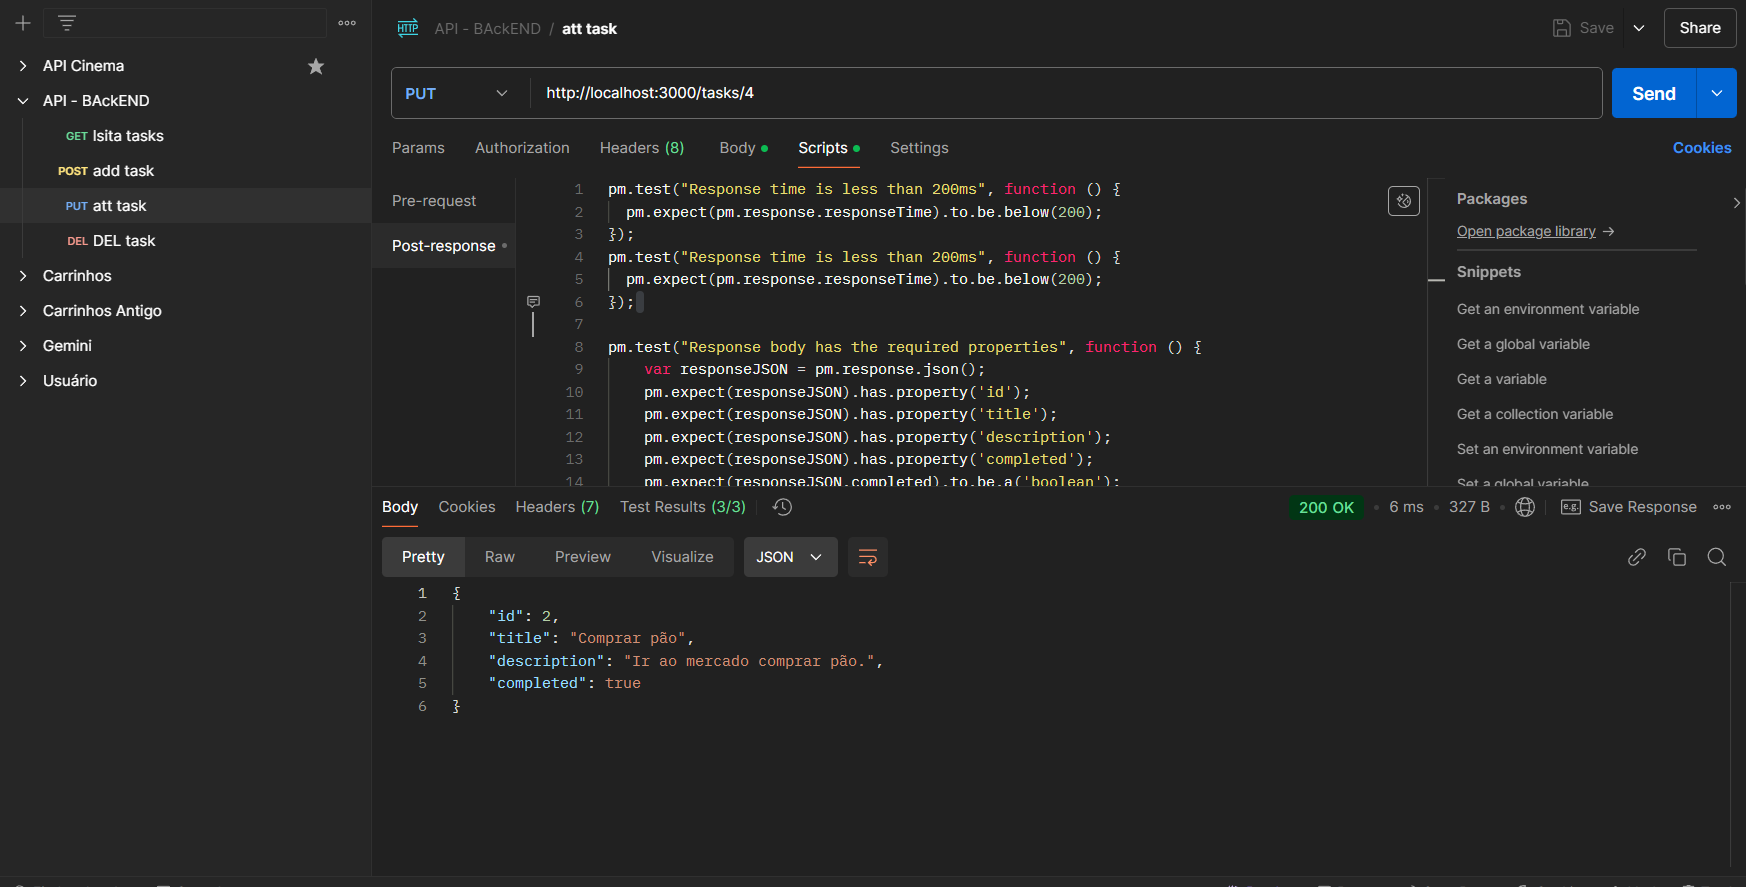 API Cinema
API - BAckEND
GET lsita tasks
POST add task
PUT att task
DEL DEL task
Carrinhos
Carrinhos Antigo
Gemini
Usuário
HTTP API - BAckEND / att task
Save
Share
PUT
http://localhost:3000/tasks/4
Send
Params Authorization Headers (8) Body Scripts Settings
Cookies
Pre-request
Post-response
1 pm.test("Response time is less than 200ms", function () {
2 pm.expect(pm.response.responseTime).to.be.below(200);
3 });
4 pm.test("Response time is less than 200ms", function () {
5 pm.expect(pm.response.responseTime).to.be.below(200);
6 });
7
8 pm.test("Response body has the required properties", function () {
9 var responseJSON = pm.response.json();
10 pm.expect(responseJSON).has.property('id');
11 pm.expect(responseJSON).has.property('title');
12 pm.expect(responseJSON).has.property('description');
13 pm.expect(responseJSON).has.property('completed');
14 pm.expect(responseJSON.completed).to.be.a('boolean');
Packages
Open package library →
Snippets
Get an environment variable
Get a global variable
Get a variable
Get a collection variable
Set an environment variable
Set a global variable
Body Cookies Headers (7) Test Results (3/3)
200 OK • 6 ms • 327 B • e.g. Save Response
Pretty Raw Preview Visualize JSON
1 {
2 "id": 2,
3 "title": "Comprar pão",
4 "description": "Ir ao mercado comprar pão.",
5 "completed": true
6 }